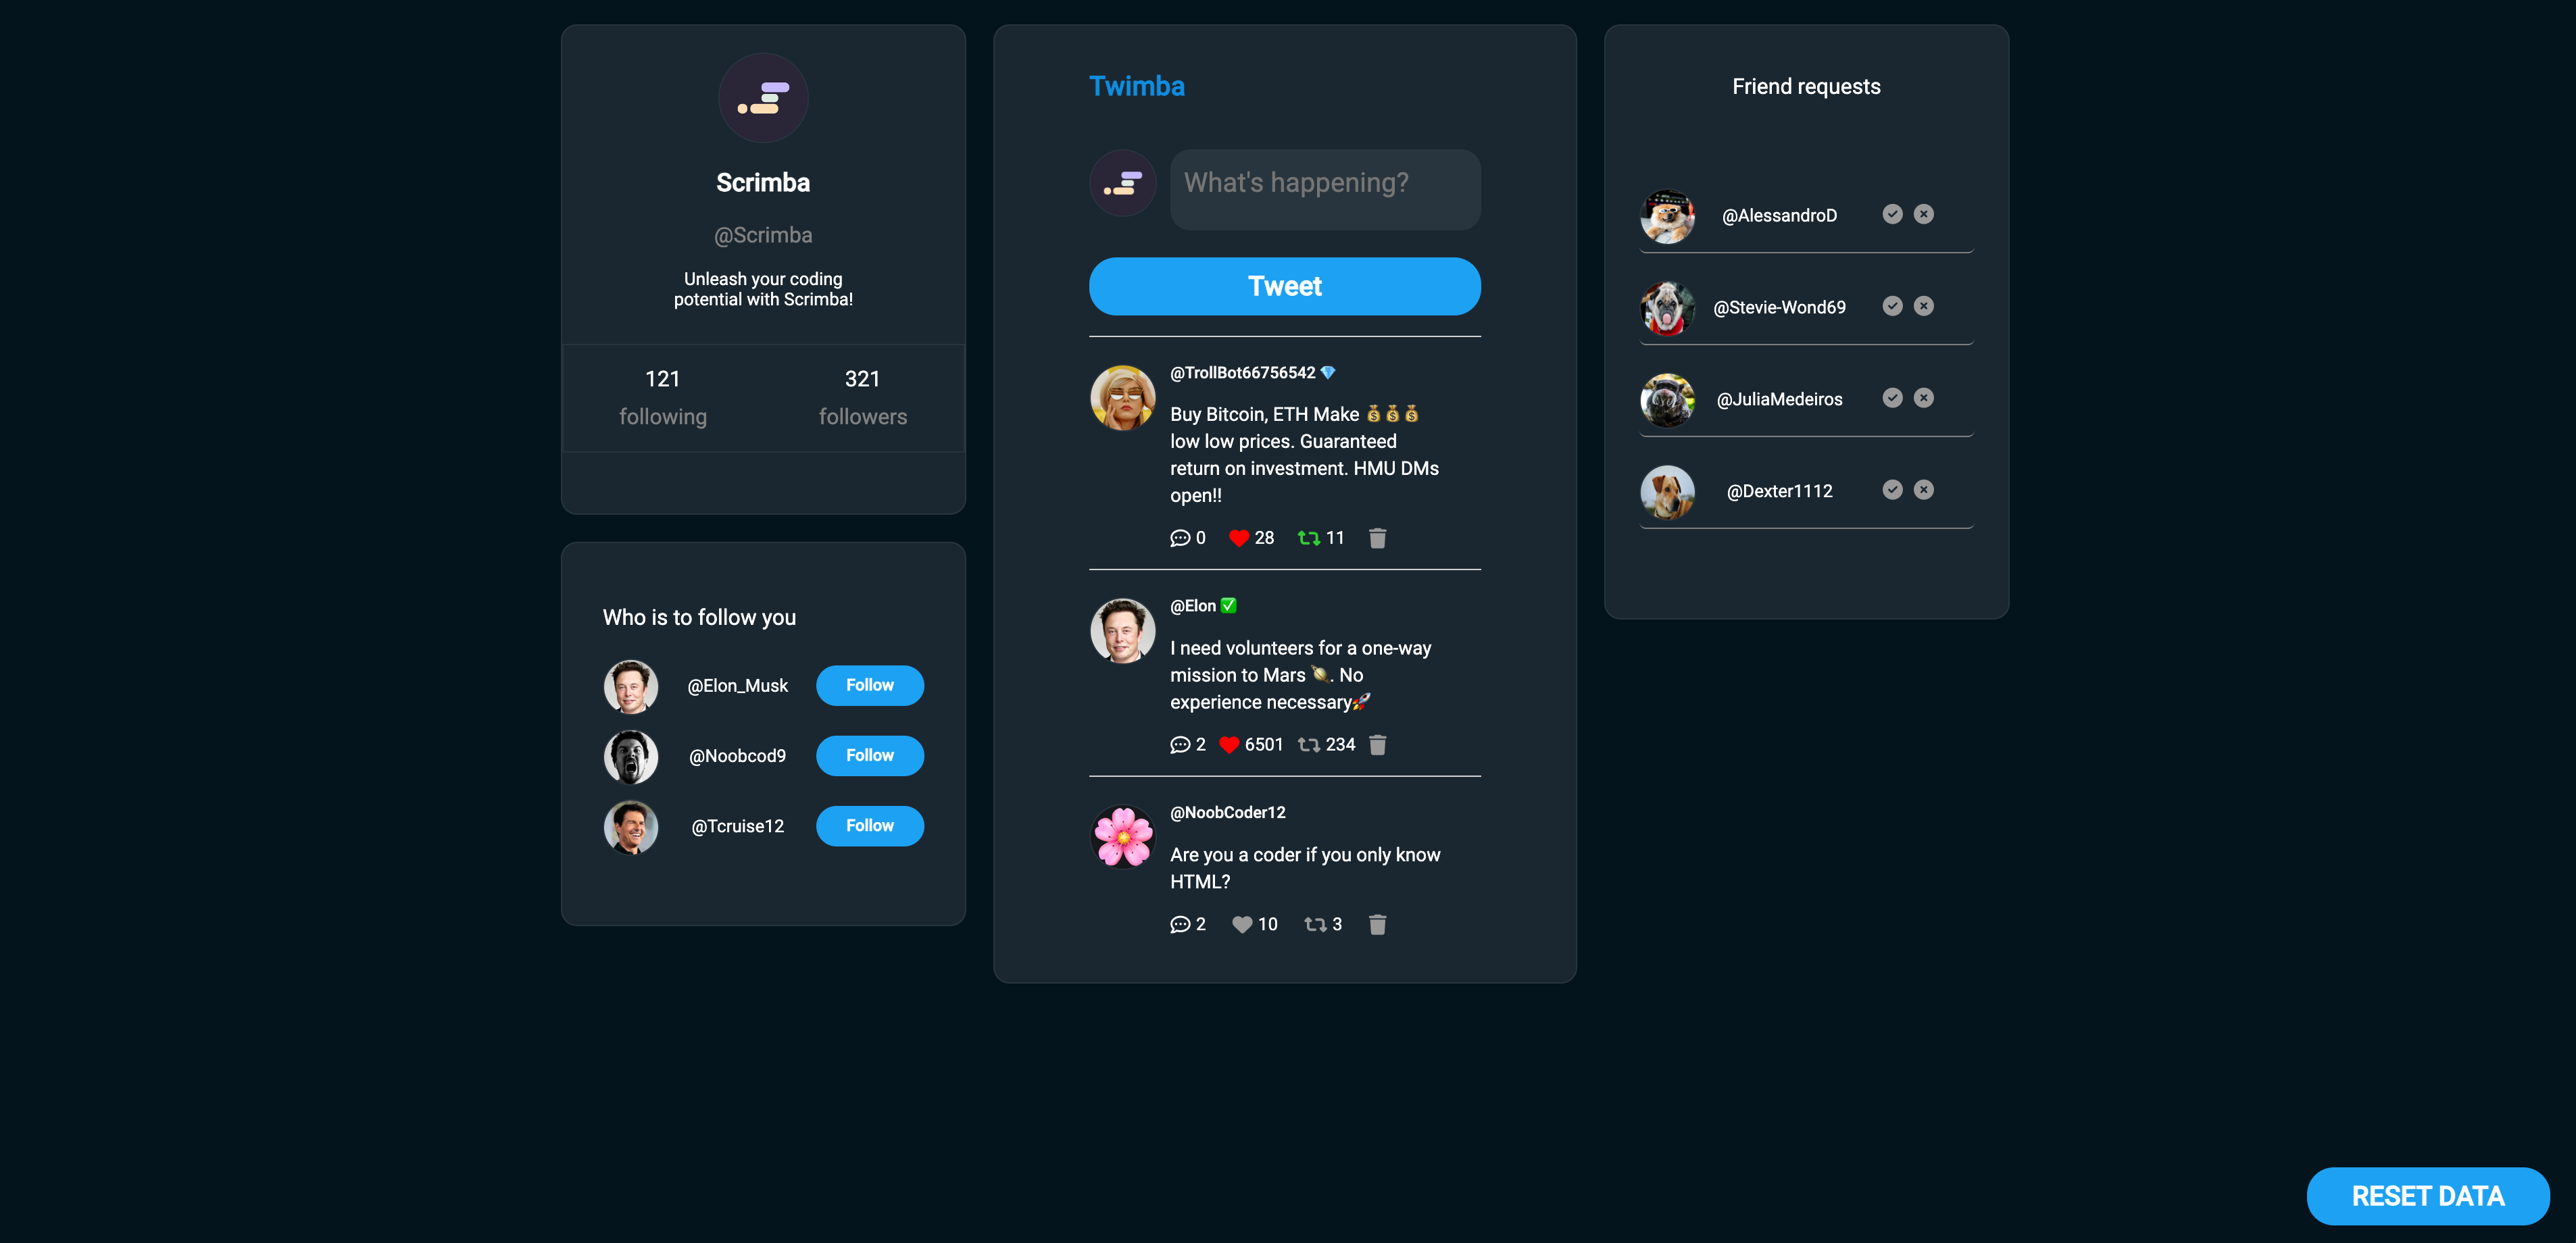 Scrimba
@Scrimba
Unleash your coding
potential with Scrimba!
121
following
321
followers
Who is to follow you
@Elon_Musk
Follow
@Noobcod9
Follow
@Tcruise12
Follow
Twimba
What's happening?
Tweet
@TrollBot66756542 💎
Buy Bitcoin, ETH Make 💰💰💰
low low prices. Guaranteed
return on investment. HMU DMs
open!!
0 28 11
@Elon ✅
I need volunteers for a one-way
mission to Mars 🪐. No
experience necessary🚀
2 6501 234
@NoobCoder12
Are you a coder if you only know
HTML?
2 10 3
Friend requests
@AlessandroD
@Stevie-Wond69
@JuliaMedeiros
@Dexter1112
RESET DATA